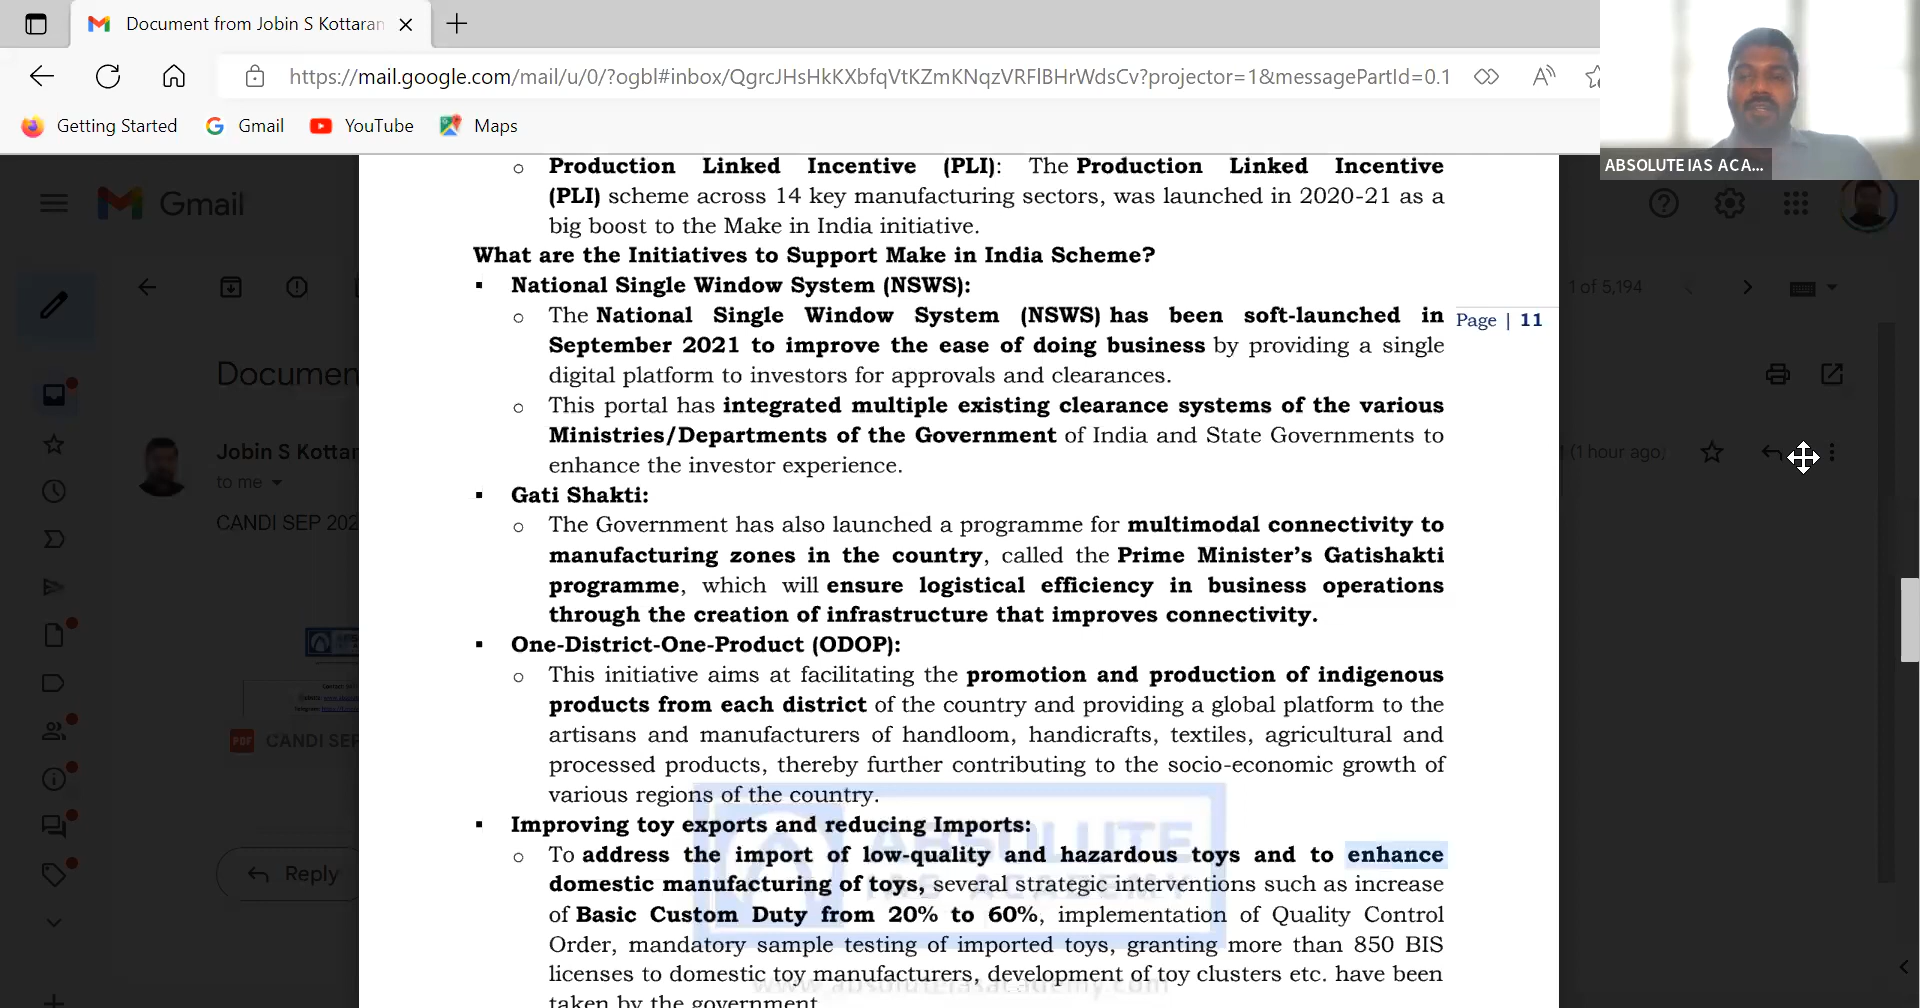 Document from Jobin S Kottaran
https://mail.google.com/mail/u/0/?ogbl#inbox/QgrcJHsHkKXbfqVtKZmKNqzVRFlBHrWdsCv?projector=1&messagePartId=0.1
Getting Started
Gmail
YouTube
Maps
ABSOLUTE IAS ACA...
Gmail
1 of 5,194
Documen
Jobin S Kottar
to me
(1 hour ago)
CANDI SEP 202
PDF
CANDI SEP
Reply
Production Linked Incentive (PLI): The Production Linked Incentive
(PLI) scheme across 14 key manufacturing sectors, was launched in 2020-21 as a
big boost to the Make in India initiative.
What are the Initiatives to Support Make in India Scheme?
▪ National Single Window System (NSWS):
o The National Single Window System (NSWS) has been soft-launched in
September 2021 to improve the ease of doing business by providing a single
digital platform to investors for approvals and clearances.
Page | 11
o This portal has integrated multiple existing clearance systems of the various
Ministries/Departments of the Government of India and State Governments to
enhance the investor experience.
▪ Gati Shakti:
o The Government has also launched a programme for multimodal connectivity to
manufacturing zones in the country, called the Prime Minister's Gatishakti
programme, which will ensure logistical efficiency in business operations
through the creation of infrastructure that improves connectivity.
▪ One-District-One-Product (ODOP):
o This initiative aims at facilitating the promotion and production of indigenous
products from each district of the country and providing a global platform to the
artisans and manufacturers of handloom, handicrafts, textiles, agricultural and
processed products, thereby further contributing to the socio-economic growth of
various regions of the country.
▪ Improving toy exports and reducing Imports:
o To address the import of low-quality and hazardous toys and to enhance
domestic manufacturing of toys, several strategic interventions such as increase
of Basic Custom Duty from 20% to 60%, implementation of Quality Control
Order, mandatory sample testing of imported toys, granting more than 850 BIS
licenses to domestic toy manufacturers, development of toy clusters etc. have been
taken by the government.
ABSOLUTE
IAS ACADEMY
www.absoluteiasacademy.com